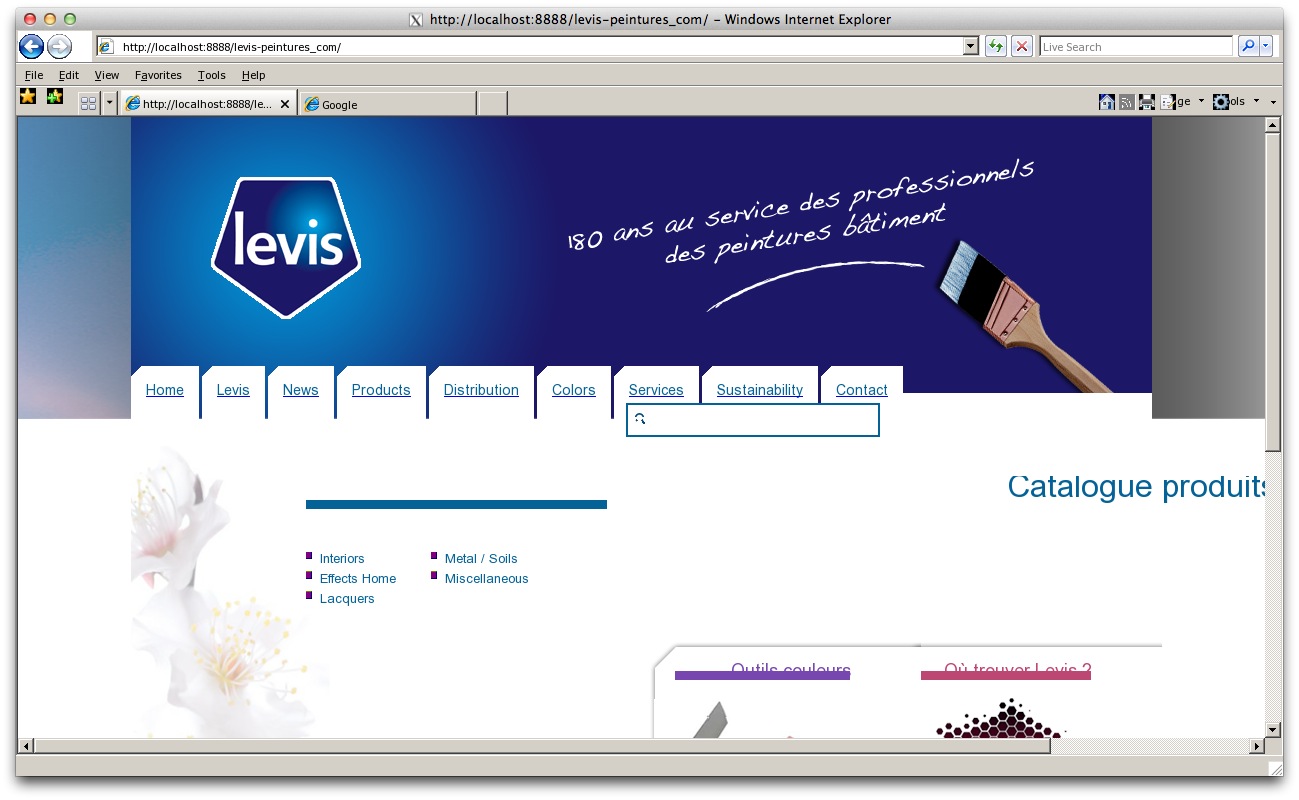 http://localhost:8888/levis-peintures_com/ – Windows Internet Explorer
http://localhost:8888/levis-peintures_com/
Live Search
File Edit View Favorites Tools Help
http://localhost:8888/le...
Google
ge
ols
levis
180 ans au service des professionnels
des peintures bâtiment
Home Levis News Products Distribution Colors Services Sustainability Contact
Catalogue produits
Interiors
Effects Home
Lacquers
Metal / Soils
Miscellaneous
Outils couleurs
Où trouver Levis ?